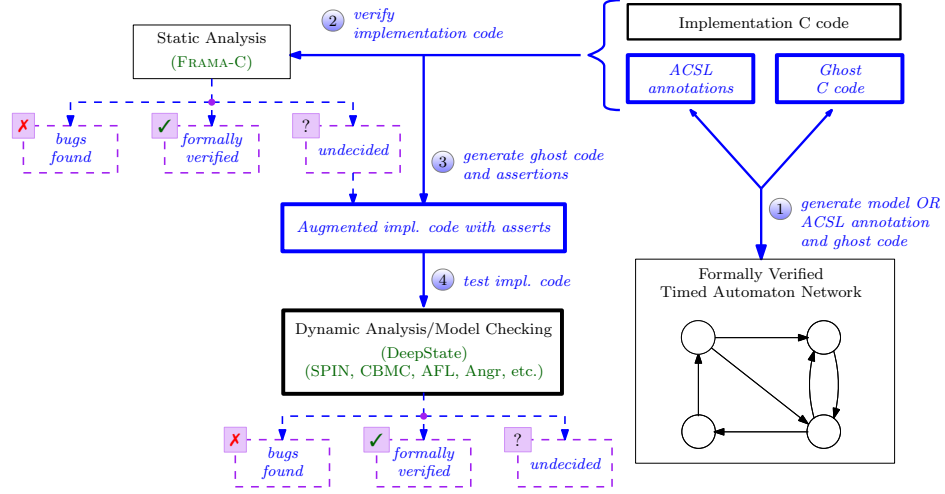 2
verify
implementation code
Implementation C code
Static Analysis
(FRAMA-C)
ACSL
annotations
Ghost
C code
✗
bugs
found
✓
formally
verified
?
undecided
3
generate ghost code
and assertions
1
generate model OR
ACSL annotation
and ghost code
Augmented impl. code with asserts
4
test impl. code
Formally Verified
Timed Automaton Network
Dynamic Analysis/Model Checking
(DeepState)
(SPIN, CBMC, AFL, Angr, etc.)
✗
bugs
found
✓
formally
verified
?
undecided